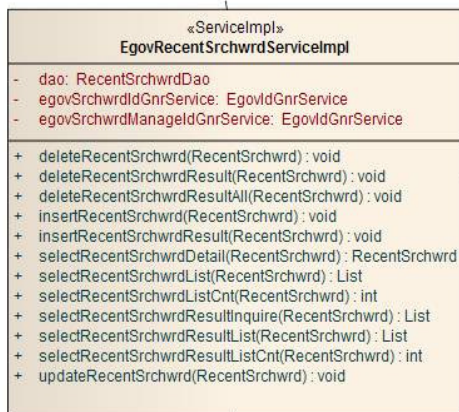 «ServiceImpl»
EgovRecentSrchwrdServiceImpl
- dao: RecentSrchwrdDao
- egovSrchwrdIdGnrService: EgovIdGnrService
- egovSrchwrdManageIdGnrService: EgovIdGnrService
+ deleteRecentSrchwrd(RecentSrchwrd) : void
+ deleteRecentSrchwrdResult(RecentSrchwrd) : void
+ deleteRecentSrchwrdResultAll(RecentSrchwrd) : void
+ insertRecentSrchwrd(RecentSrchwrd) : void
+ insertRecentSrchwrdResult(RecentSrchwrd) : void
+ selectRecentSrchwrdDetail(RecentSrchwrd) : RecentSrchwrd
+ selectRecentSrchwrdList(RecentSrchwrd) : List
+ selectRecentSrchwrdListCnt(RecentSrchwrd) : int
+ selectRecentSrchwrdResultInquire(RecentSrchwrd) : List
+ selectRecentSrchwrdResultList(RecentSrchwrd) : List
+ selectRecentSrchwrdResultListCnt(RecentSrchwrd) : int
+ updateRecentSrchwrd(RecentSrchwrd) : void